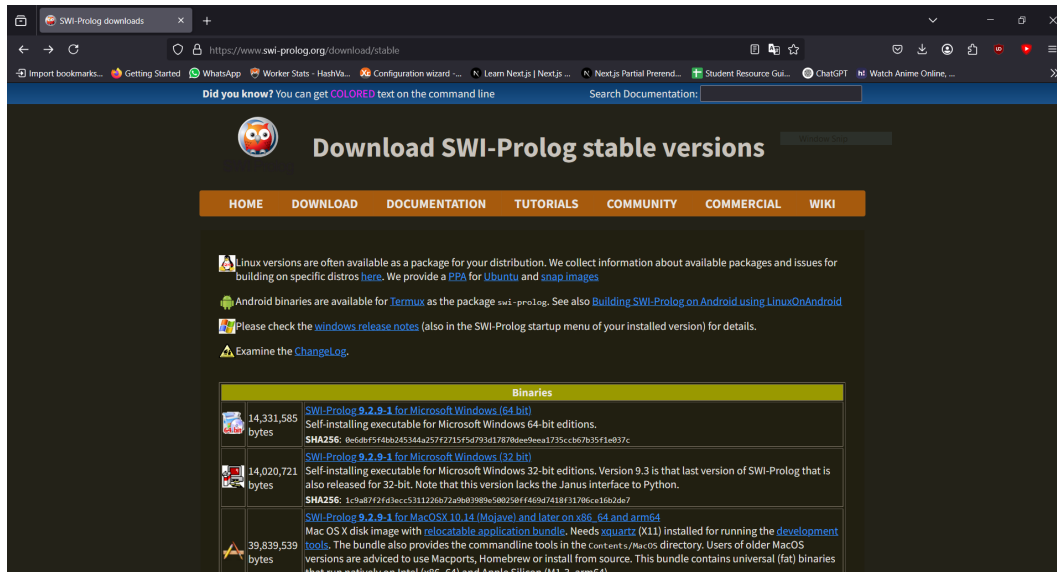 SWI-Prolog downloads
https://www.swi-prolog.org/download/stable
Import bookmarks... Getting Started WhatsApp Worker Stats - HashVa... Configuration wizard -... Learn Next.js | Next.js ... Next.js Partial Prerend... Student Resource Gui... ChatGPT Watch Anime Online, ...
Did you know? You can get COLORED text on the command line Search Documentation:
Download SWI-Prolog stable versions
HOME DOWNLOAD DOCUMENTATION TUTORIALS COMMUNITY COMMERCIAL WIKI
Linux versions are often available as a package for your distribution. We collect information about available packages and issues for
building on specific distros here. We provide a PPA for Ubuntu and snap images
Android binaries are available for Termux as the package swi-prolog. See also Building SWI-Prolog on Android using LinuxOnAndroid
Please check the windows release notes (also in the SWI-Prolog startup menu of your installed version) for details.
Examine the ChangeLog.
Binaries
14,331,585 bytes
SWI-Prolog 9.2.9-1 for Microsoft Windows (64 bit)
Self-installing executable for Microsoft Windows 64-bit editions.
SHA256: 0e6dbf5f4bb245344a257f2715f5d793d17870dee9eea1735ccb67b35f1e037c
14,020,721 bytes
SWI-Prolog 9.2.9-1 for Microsoft Windows (32 bit)
Self-installing executable for Microsoft Windows 32-bit editions. Version 9.3 is that last version of SWI-Prolog that is
also released for 32-bit. Note that this version lacks the Janus interface to Python.
SHA256: 1c9a87f2fd3ecc5311226b72a9b03989e500250ff469d7418f31706ce16b2de7
39,839,539 bytes
SWI-Prolog 9.2.9-1 for MacOSX 10.14 (Mojave) and later on x86_64 and arm64
Mac OS X disk image with relocatable application bundle. Needs xquartz (X11) installed for running the development
tools. The bundle also provides the commandline tools in the Contents/MacOS directory. Users of older MacOS
versions are adviced to use Macports, Homebrew or install from source. This bundle contains universal (fat) binaries
that run natively on Intel (x86_64) and Apple Silicon (M1-3, arm64)